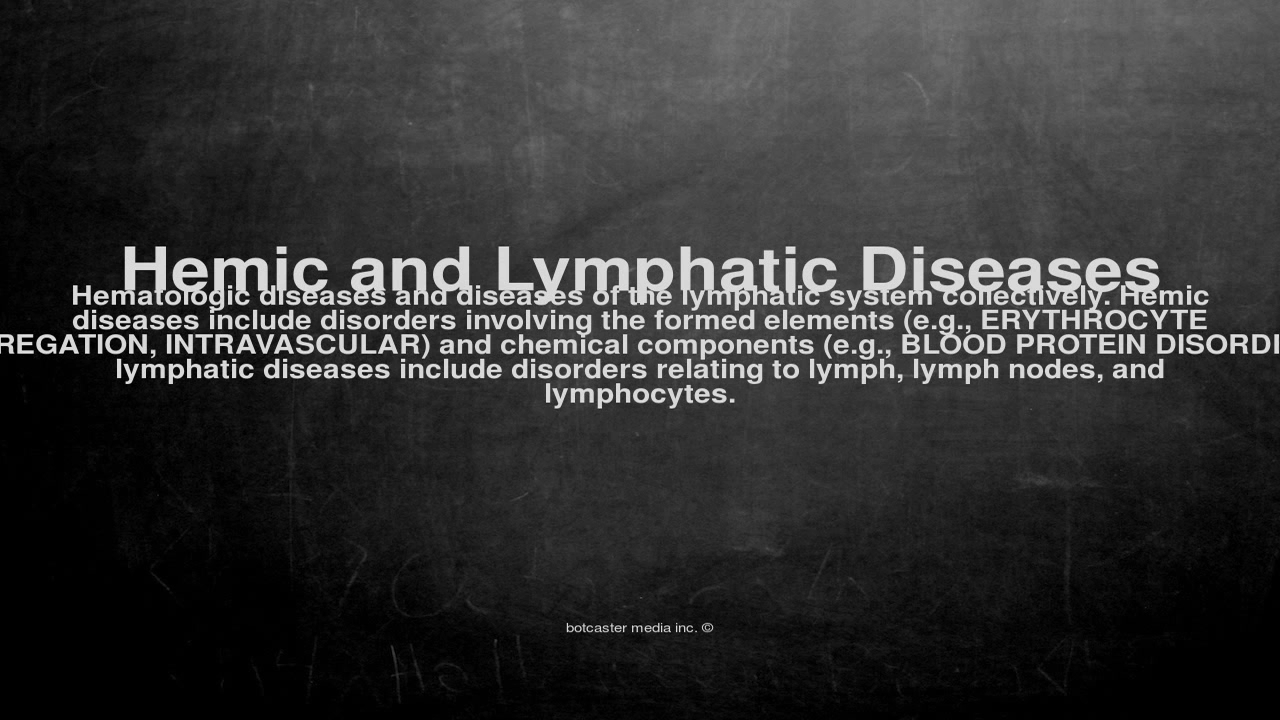 Hemic and Lymphatic Diseases
Hematologic diseases and diseases of the lymphatic system collectively. Hemic
diseases include disorders involving the formed elements (e.g., ERYTHROCYTE
REGATION, INTRAVASCULAR) and chemical components (e.g., BLOOD PROTEIN DISORDI
lymphatic diseases include disorders relating to lymph, lymph nodes, and
lymphocytes.
botcaster media inc. ©